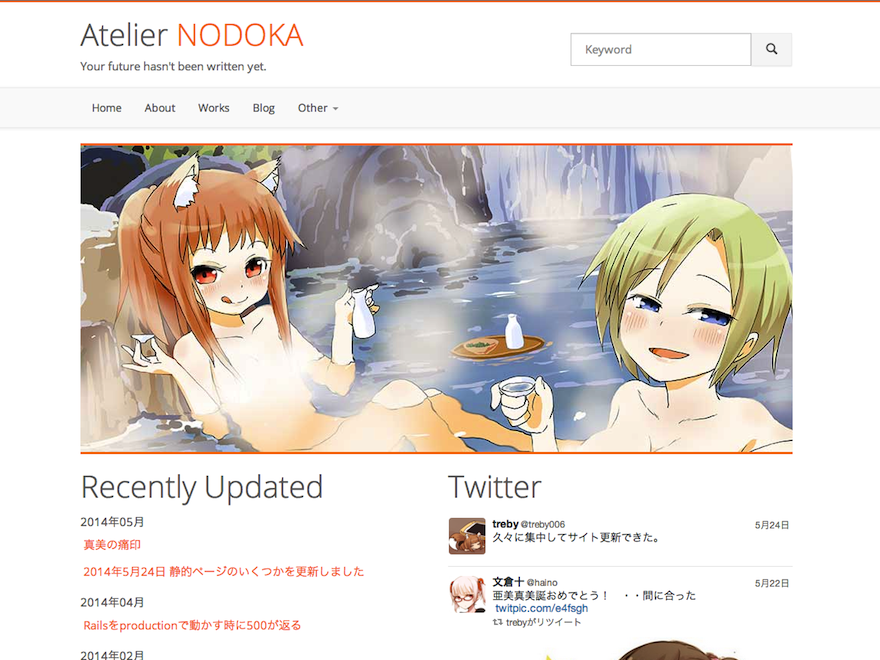 Atelier NODOKA
Your future hasn't been written yet.
Keyword
Home About Works Blog Other
Recently Updated
2014年05月
真美の痛印
2014年5月24日 静的ページのいくつかを更新しました
2014年04月
Railsをproductionで動かす時に500が返る
2014年02月
Twitter
treby @treby006 5月24日
久々に集中してサイト更新できた。
文倉十 @haino 5月22日
亜美真美誕おめでとう！ ・・間に合った
twitpic.com/e4fsgh
trebyがリツイート